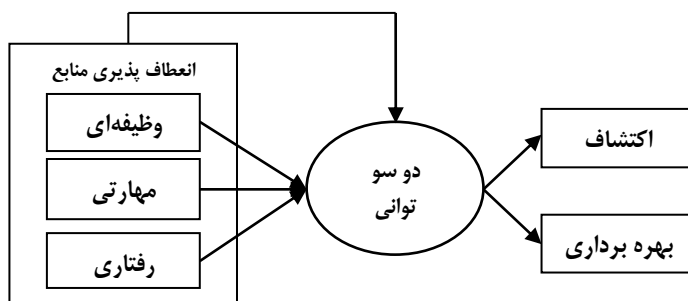 انعطاف پذیری منابع
وظیفه‌ای
مهارتی
رفتاری
دو سو
توانی
اکتشاف
بهره برداری